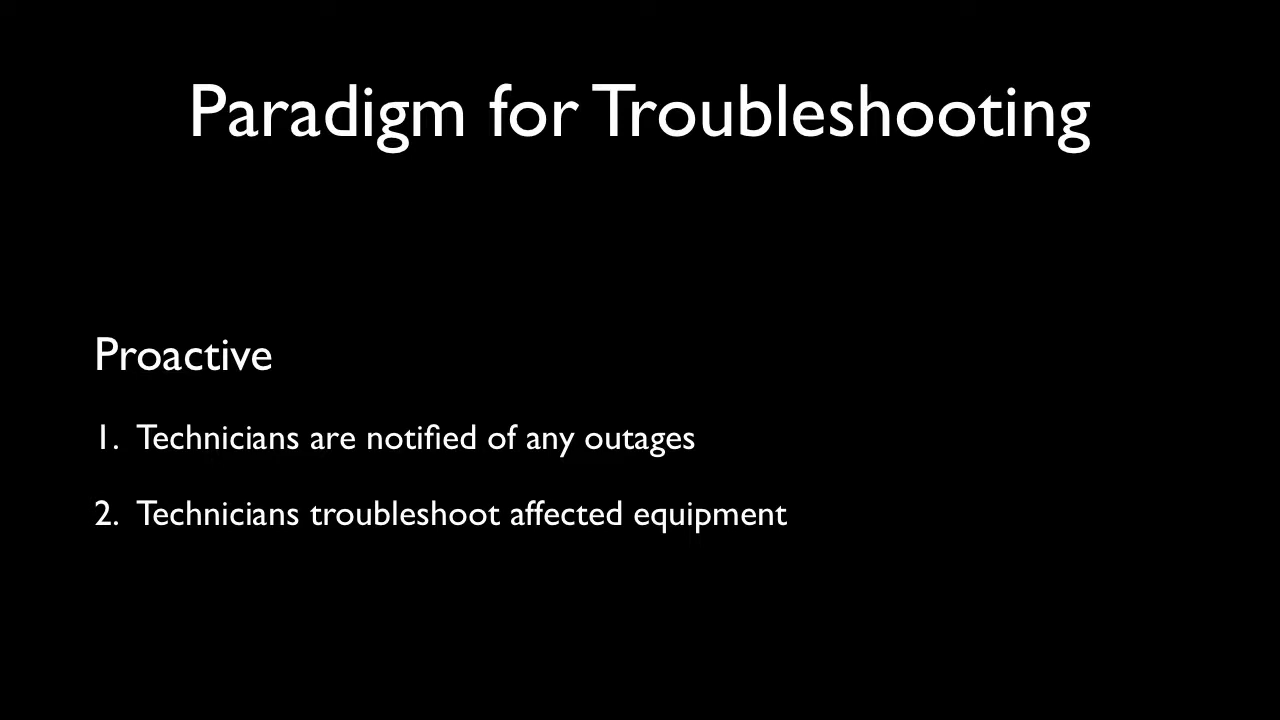 Paradigm for Troubleshooting
Proactive
1. Technicians are notified of any outages
2. Technicians troubleshoot affected equipment